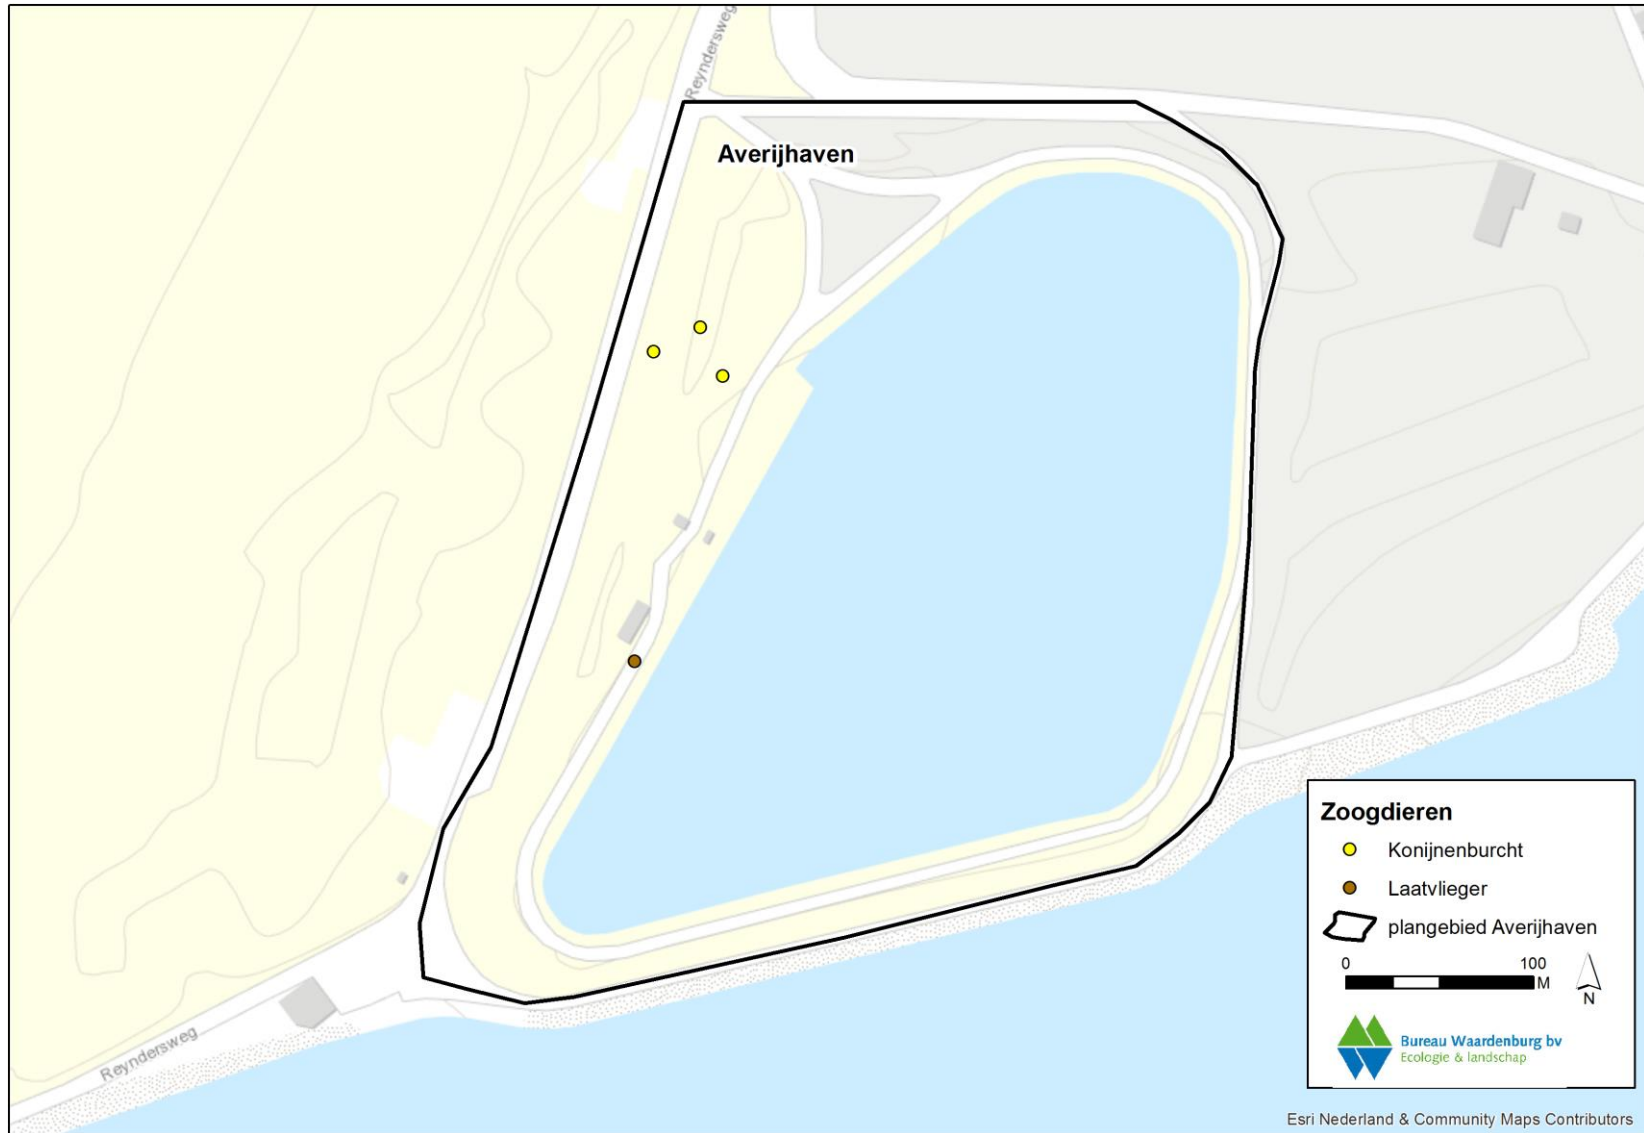 Reyndersweg
Averijhaven
Zoogdieren
Konijnenburcht
Laatvlieger
plangebied Averijhaven
0 100
M
N
Bureau Waardenburg bv
Ecologie & landschap
Reyndersweg
Esri Nederland & Community Maps Contributors